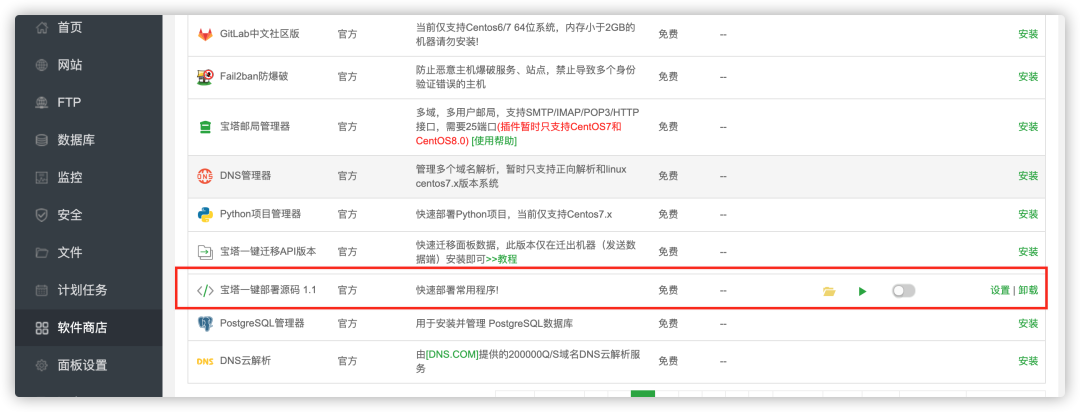 首页
网站
FTP
数据库
监控
安全
文件
计划任务
软件商店
面板设置
GitLab中文社区版 官方 当前仅支持Centos6/7 64位系统，内存小于2GB的 免费 -- 安装
机器请勿安装!
Fail2ban防爆破 官方 防止恶意主机爆破服务、站点，禁止导致多个身份 免费 -- 安装
验证错误的主机
宝塔邮局管理器 官方 多域，多用户邮局，支持SMTP/IMAP/POP3/HTTP 免费 -- 安装
接口，需要25端口(插件暂时只支持CentOS7和
CentOS8.0) [使用帮助]
DNS DNS管理器 官方 管理多个域名解析，暂时只支持正向解析和linux 免费 -- 安装
centos7.x版本系统
Python项目管理器 官方 快速部署Python项目，当前仅支持Centos7.x 免费 -- 安装
宝塔一键迁移API版本 官方 快速迁移面板数据，此版本仅在迁出机器（发送数 免费 -- 安装
据端）安装即可>>教程
宝塔一键部署源码 1.1 官方 快速部署常用程序! 免费 -- 设置 | 卸载
PostgreSQL管理器 官方 用于安装并管理 PostgreSQL数据库 免费 -- 安装
DNS DNS云解析 官方 由[DNS.COM]提供的200000Q/S域名DNS云解析服 免费 -- 安装
务